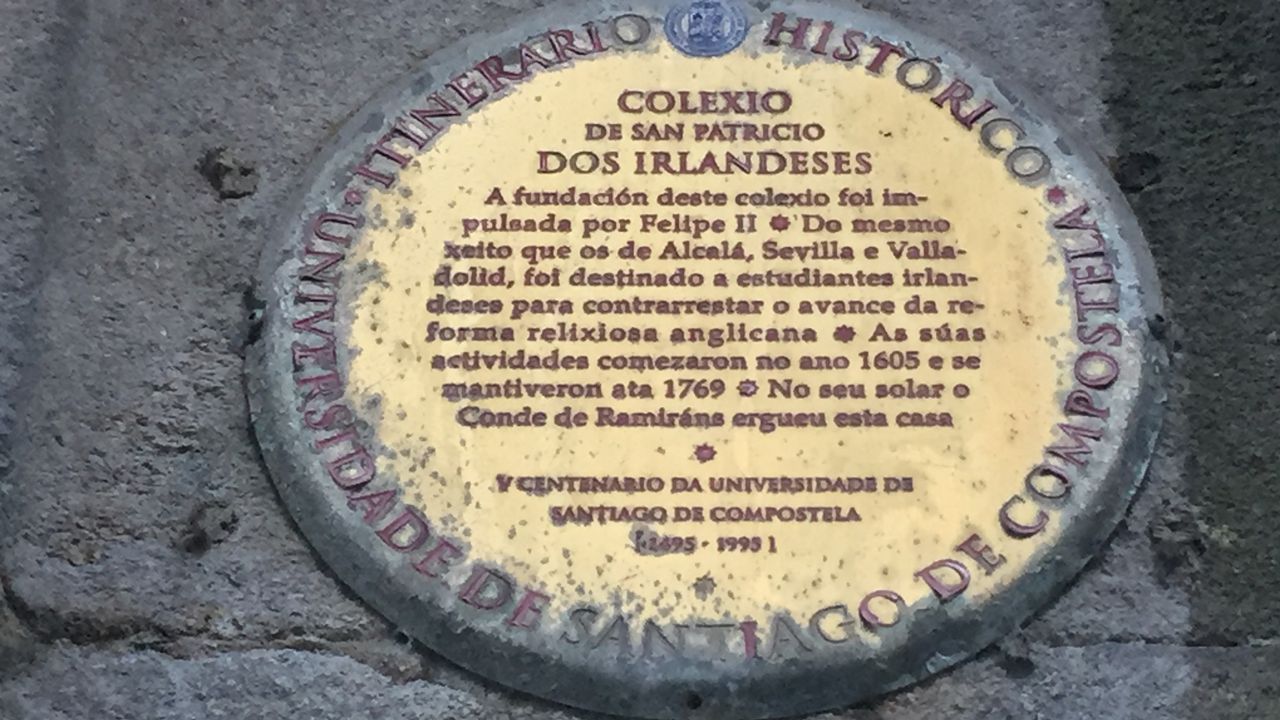 ITINERARIO HISTÓRICO
COLEXIO
DE SAN PATRICIO
DOS IRLANDESES
A fundación deste colexio foi im-
pulsada por Felipe II * Do mesmo
xeito que os de Alcalá, Sevilla e Valla-
dolid, foi destinado a estudiantes irlan-
deses para contrarrestar o avance da re-
forma relixiosa anglicana * As súas
actividades comezaron no ano 1605 e se
mantiveron ata 1769 * No seu solar o
Conde de Ramiráns ergueu esta casa
V CENTENARIO DA UNIVERSIDADE DE
SANTIAGO DE COMPOSTELA
[ 1495 · 1995 ]
UNIVERSIDADE DE SANTIAGO DE COMPOSTELA